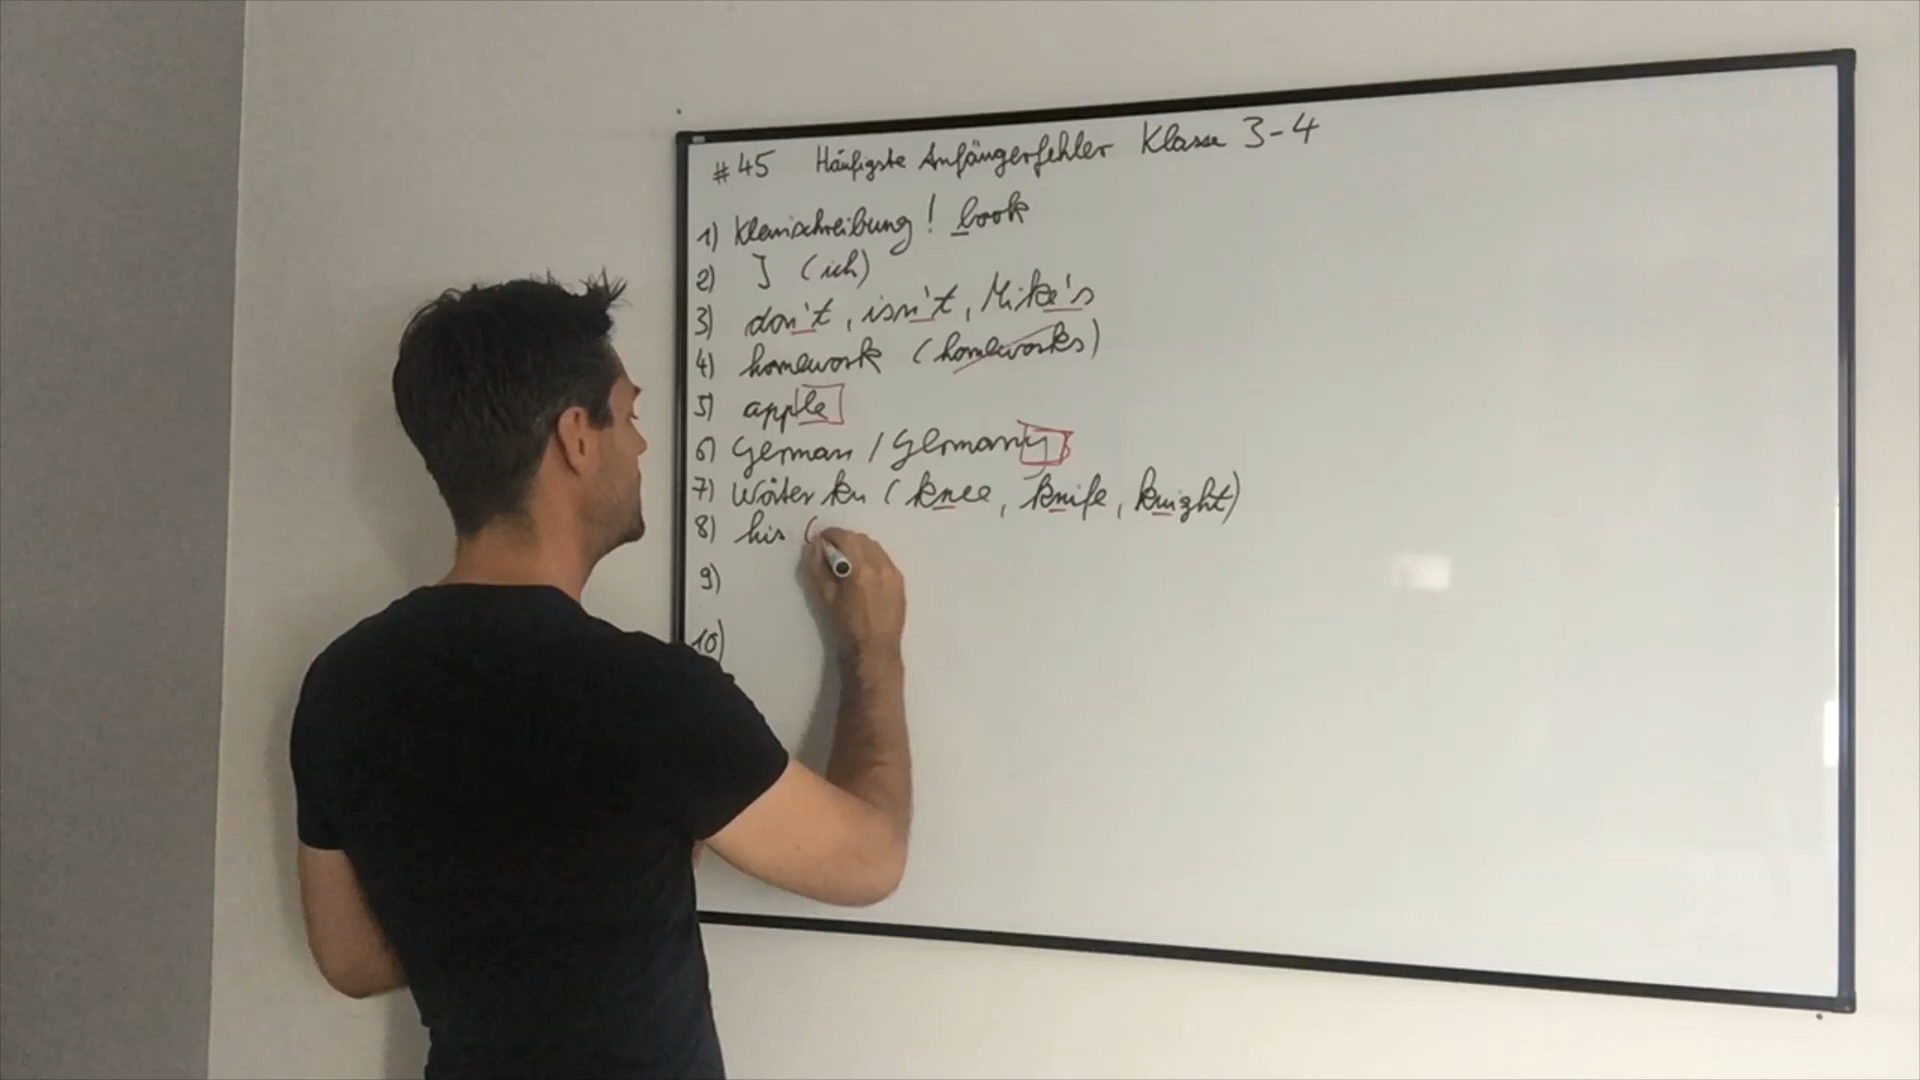 #45 Häufigste Anfängerfehler Klasse 3-4
1) Kleinschreibung! book
2) I (ich)
3) don't, isn't, Mike's
4) homework (homeworks)
5) apple
6) German / Germany
7) Wörter kn (knee, knife, knight)
8) his (
9)
10)